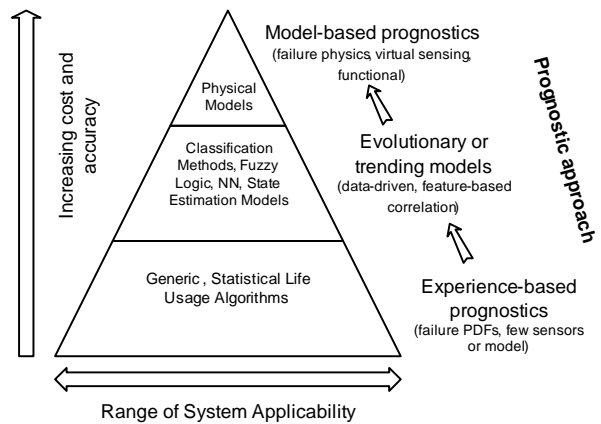 Model-based prognostics
(failure physics, virtual sensing,
functional)
Physical
Models
Increasing cost and
accuracy
Prognostic approach
Evolutionary or
trending models
(data-driven, feature-based
correlation)
Classification
Methods, Fuzzy
Logic, NN, State
Estimation Models
Generic , Statistical Life
Usage Algorithms
Experience-based
prognostics
(failure PDFs, few sensors
or model)
Range of System Applicability